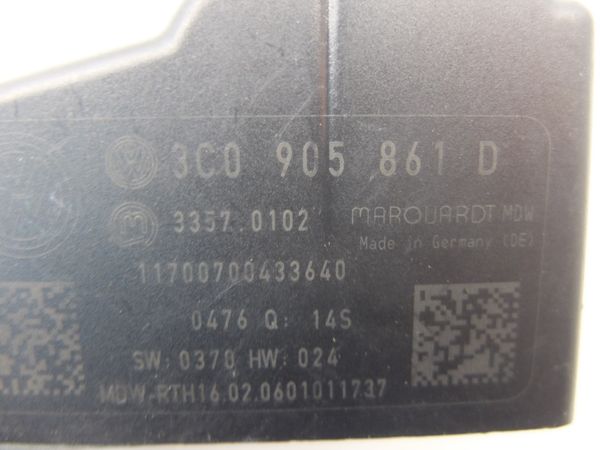 3C0 905 861 D
3357.0102 MARQUARDT MDW
Made in Germany (DE)
11700700433640
0476 Q: 14S
SW: 0378 HW: 024
MDW-RTH16.02.0601011737